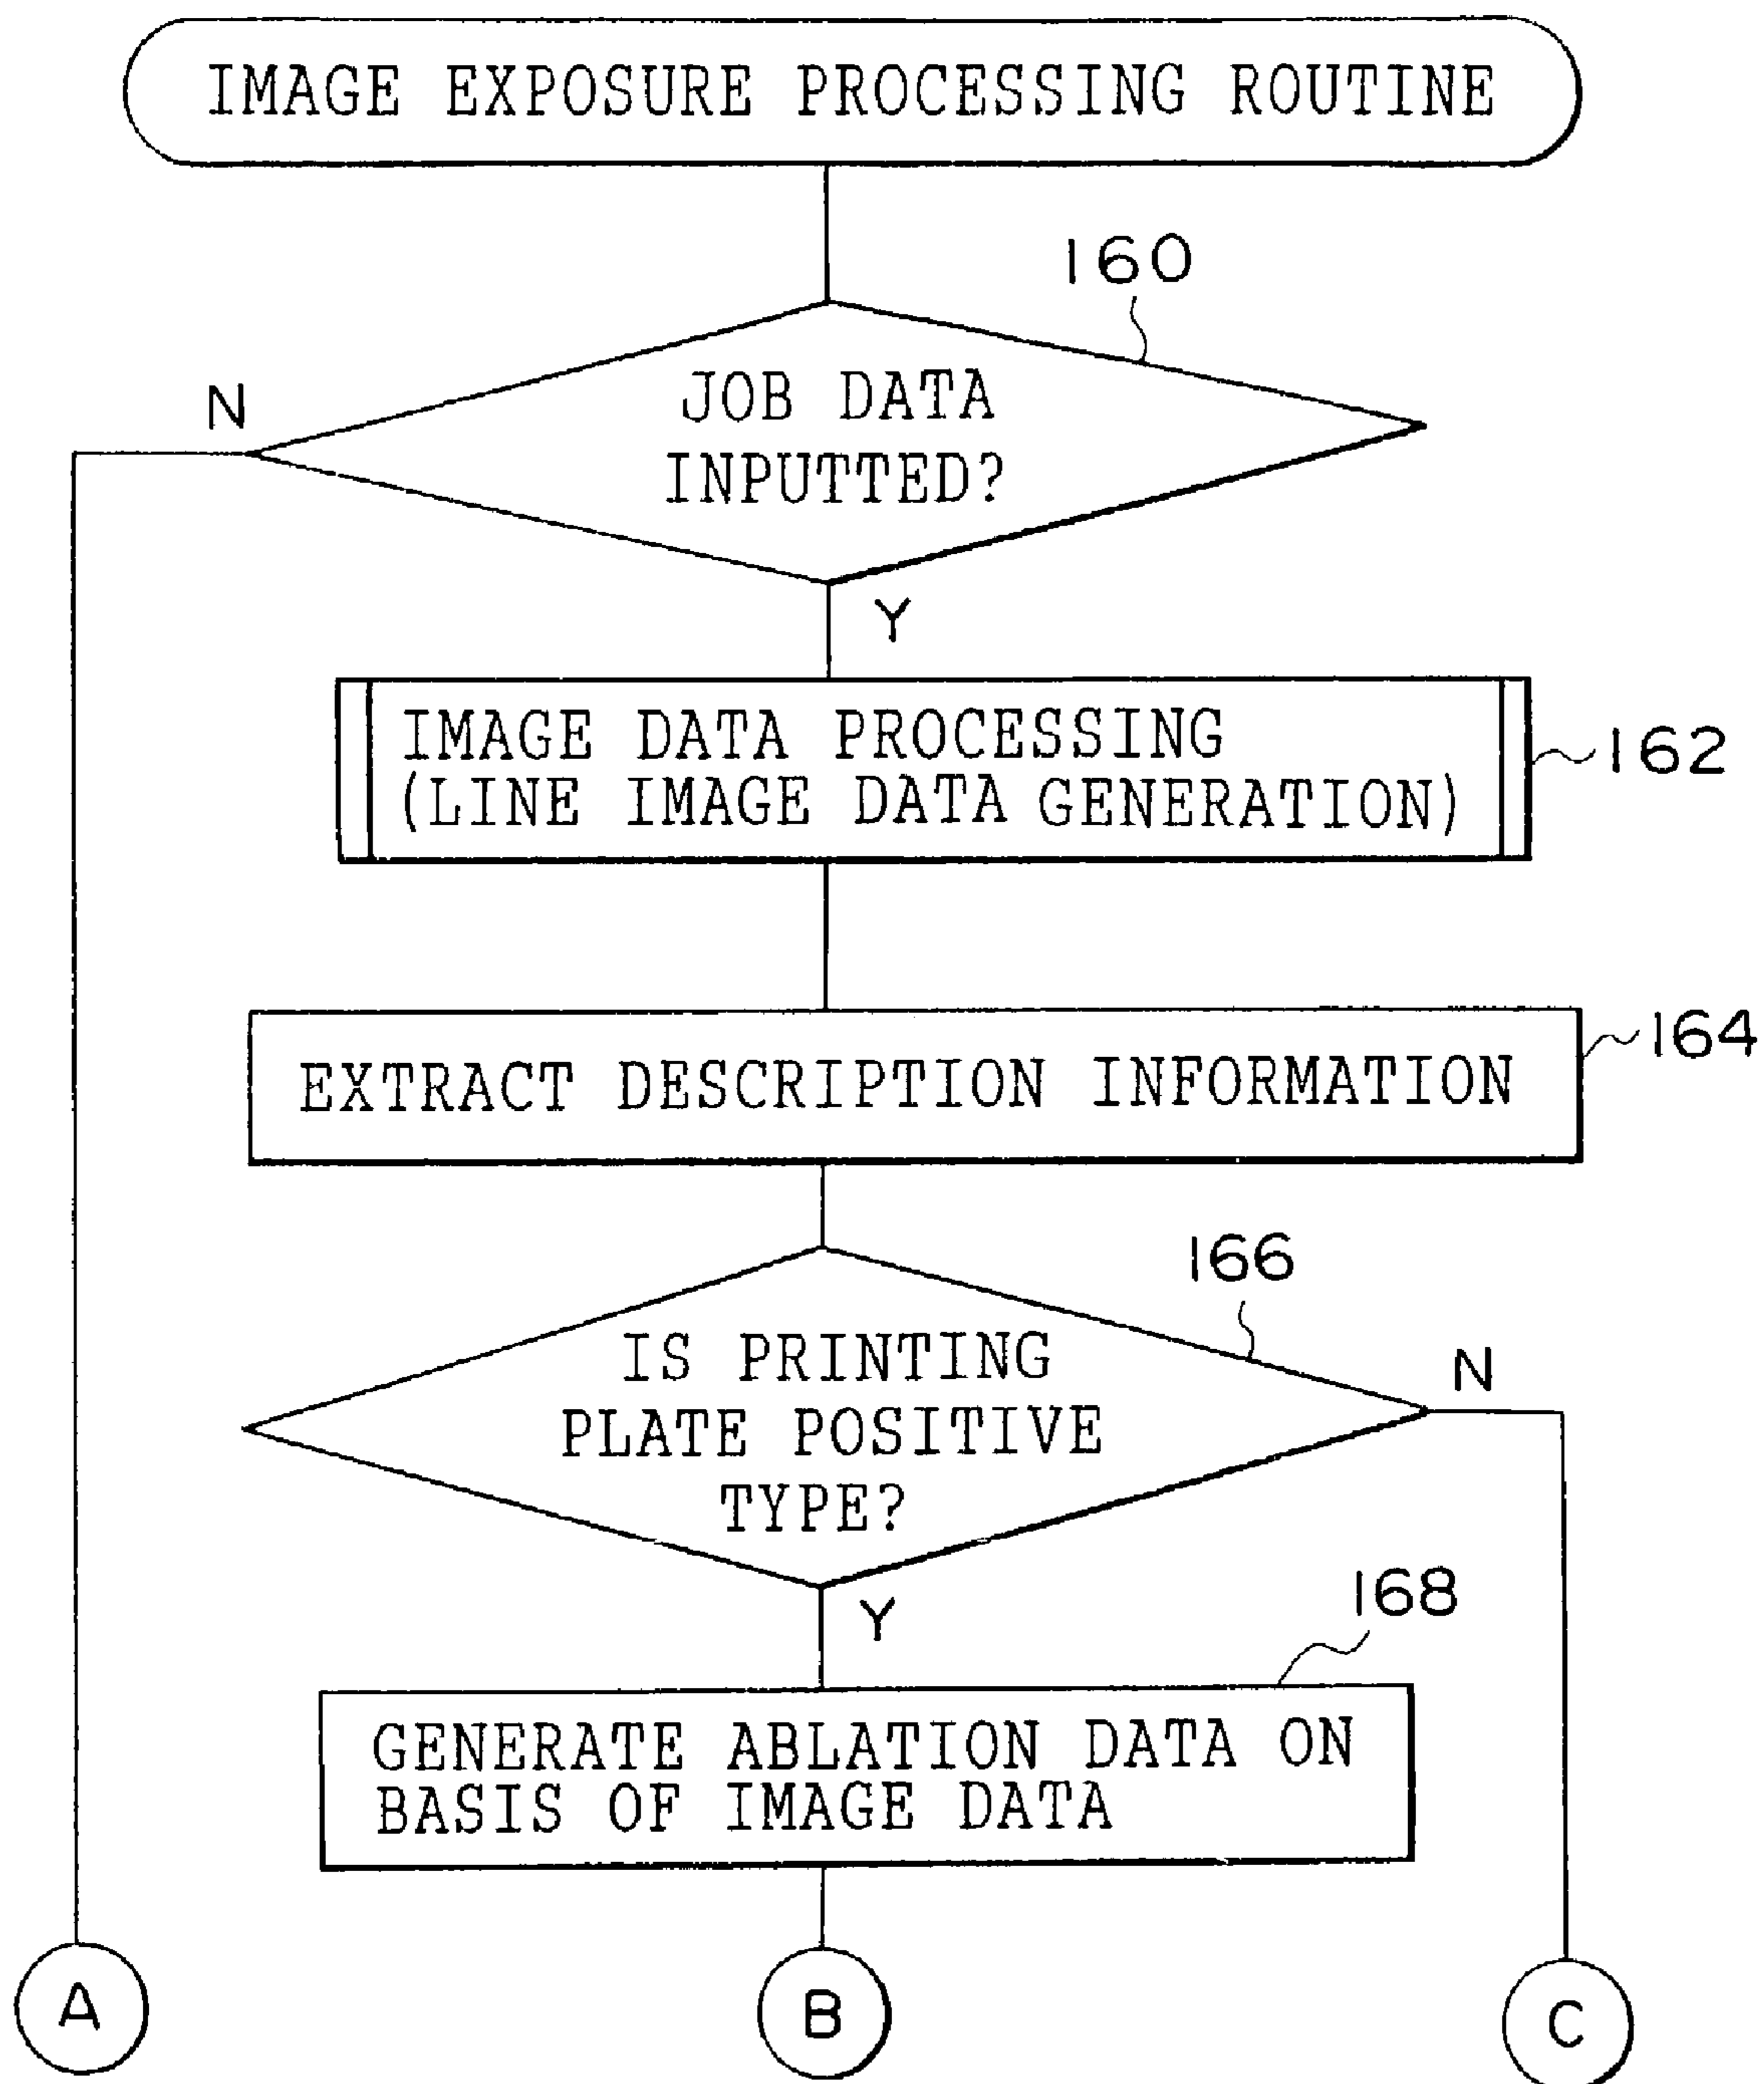 IMAGE EXPOSURE PROCESSING ROUTINE
160
N
JOB DATA
INPUTTED?
Y
IMAGE DATA PROCESSING
(LINE IMAGE DATA GENERATION)
162
164
EXTRACT DESCRIPTION INFORMATION
166
N
IS PRINTING
PLATE POSITIVE
TYPE?
Y
168
GENERATE ABLATION DATA ON
BASIS OF IMAGE DATA
A
B
C